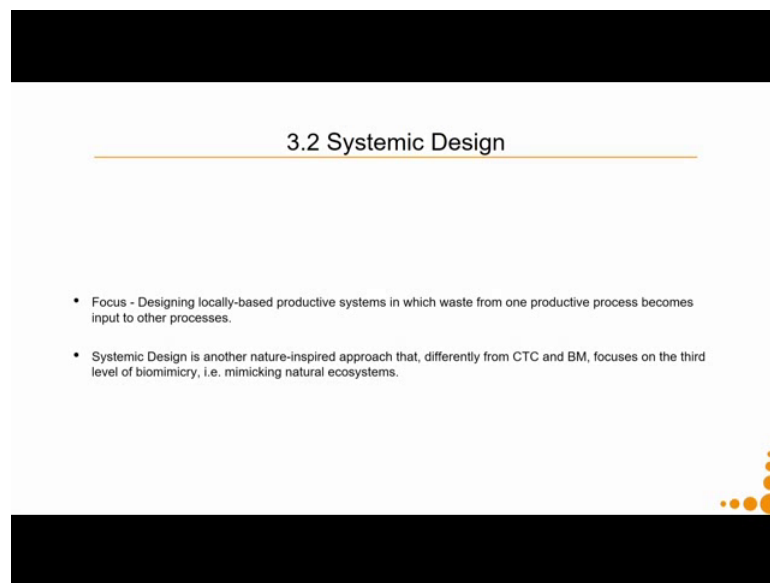 3.2 Systemic Design
• Focus - Designing locally-based productive systems in which waste from one productive process becomes
input to other processes.
• Systemic Design is another nature-inspired approach that, differently from CTC and BM, focuses on the third
level of biomimicry, i.e. mimicking natural ecosystems.